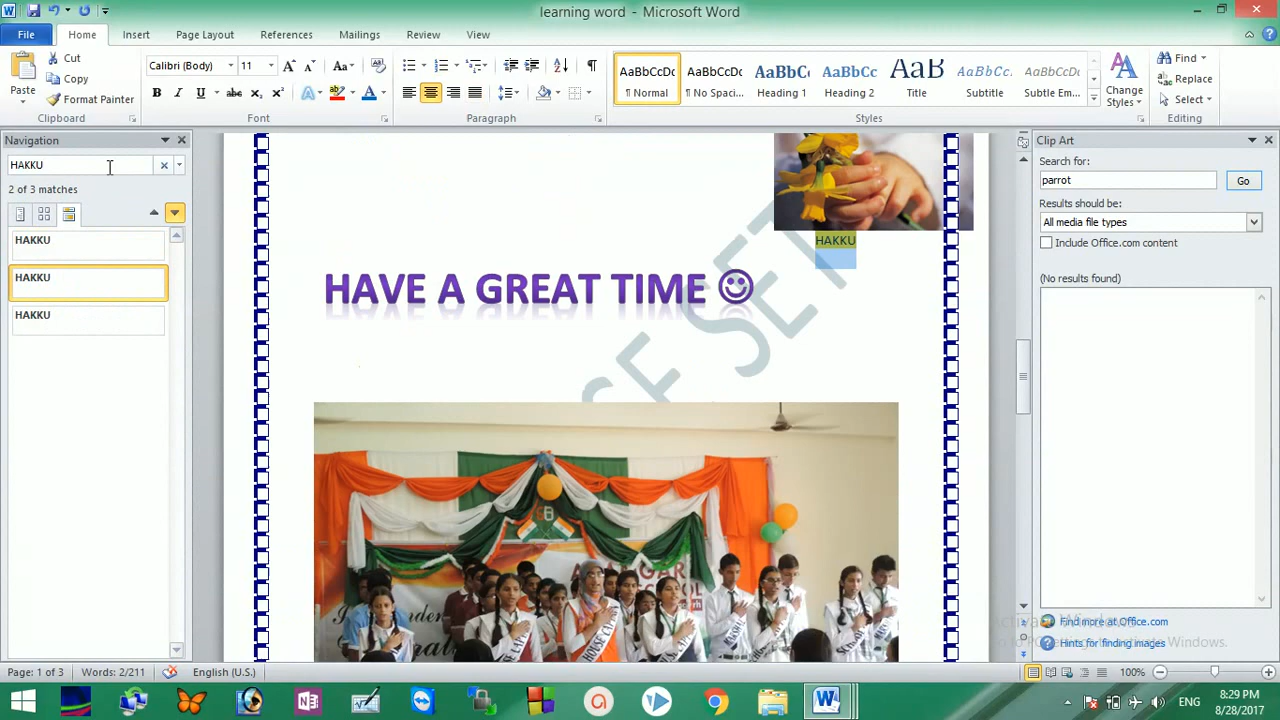 learning word - Microsoft Word
File Home Insert Page Layout References Mailings Review View
Cut
Copy
Format Painter
Paste
Clipboard
Calibri (Body) 11
Font
Paragraph
AaBbCcDc AaBbCcDc AaBbCc AaBbCc AaB AaBbCcL AaBbCcDc
¶ Normal ¶ No Spaci... Heading 1 Heading 2 Title Subtitle Subtle Em...
Styles
Change
Styles
Find
Replace
Select
Editing
Navigation
HAKKU
2 of 3 matches
HAKKU
HAKKU
HAKKU
HAKKU
HAVE A GREAT TIME ☺
Clip Art
Search for:
parrot Go
Results should be:
All media file types
Include Office.com content
(No results found)
Find more at Office.com
Hints for finding images
Page: 1 of 3 Words: 2/211 English (U.S.) 100%
ENG
8:29 PM
8/28/2017